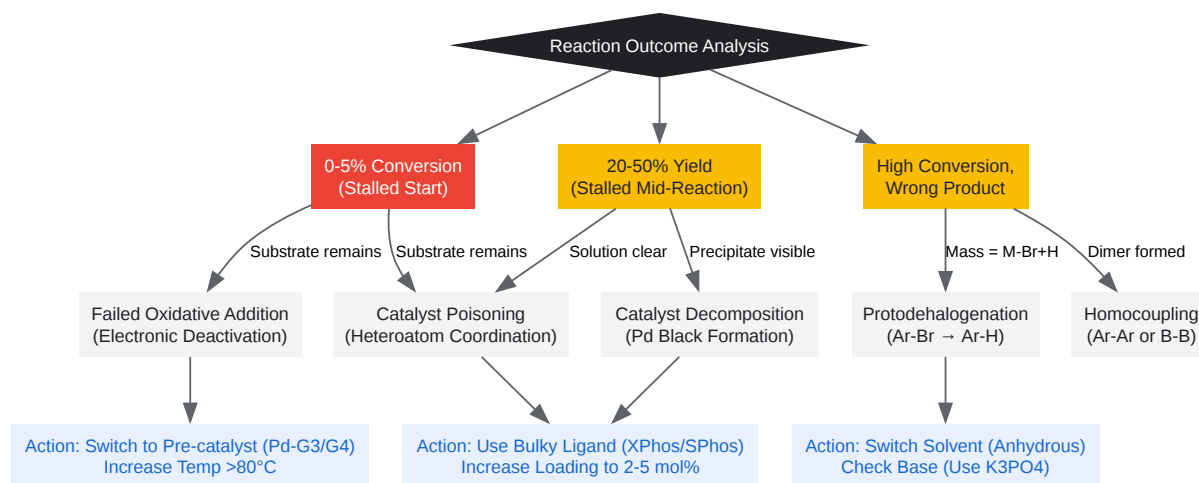 Reaction Outcome Analysis
0-5% Conversion
(Stalled Start)
20-50% Yield
(Stalled Mid-Reaction)
High Conversion,
Wrong Product
Substrate remains
Substrate remains
Solution clear
Precipitate visible
Mass = M-Br+H
Dimer formed
Failed Oxidative Addition
(Electronic Deactivation)
Catalyst Poisoning
(Heteroatom Coordination)
Catalyst Decomposition
(Pd Black Formation)
Protodehalogenation
(Ar-Br → Ar-H)
Homocoupling
(Ar-Ar or B-B)
Action: Switch to Pre-catalyst (Pd-G3/G4)
Increase Temp >80°C
Action: Use Bulky Ligand (XPhos/SPhos)
Increase Loading to 2-5 mol%
Action: Switch Solvent (Anhydrous)
Check Base (Use K3PO4)